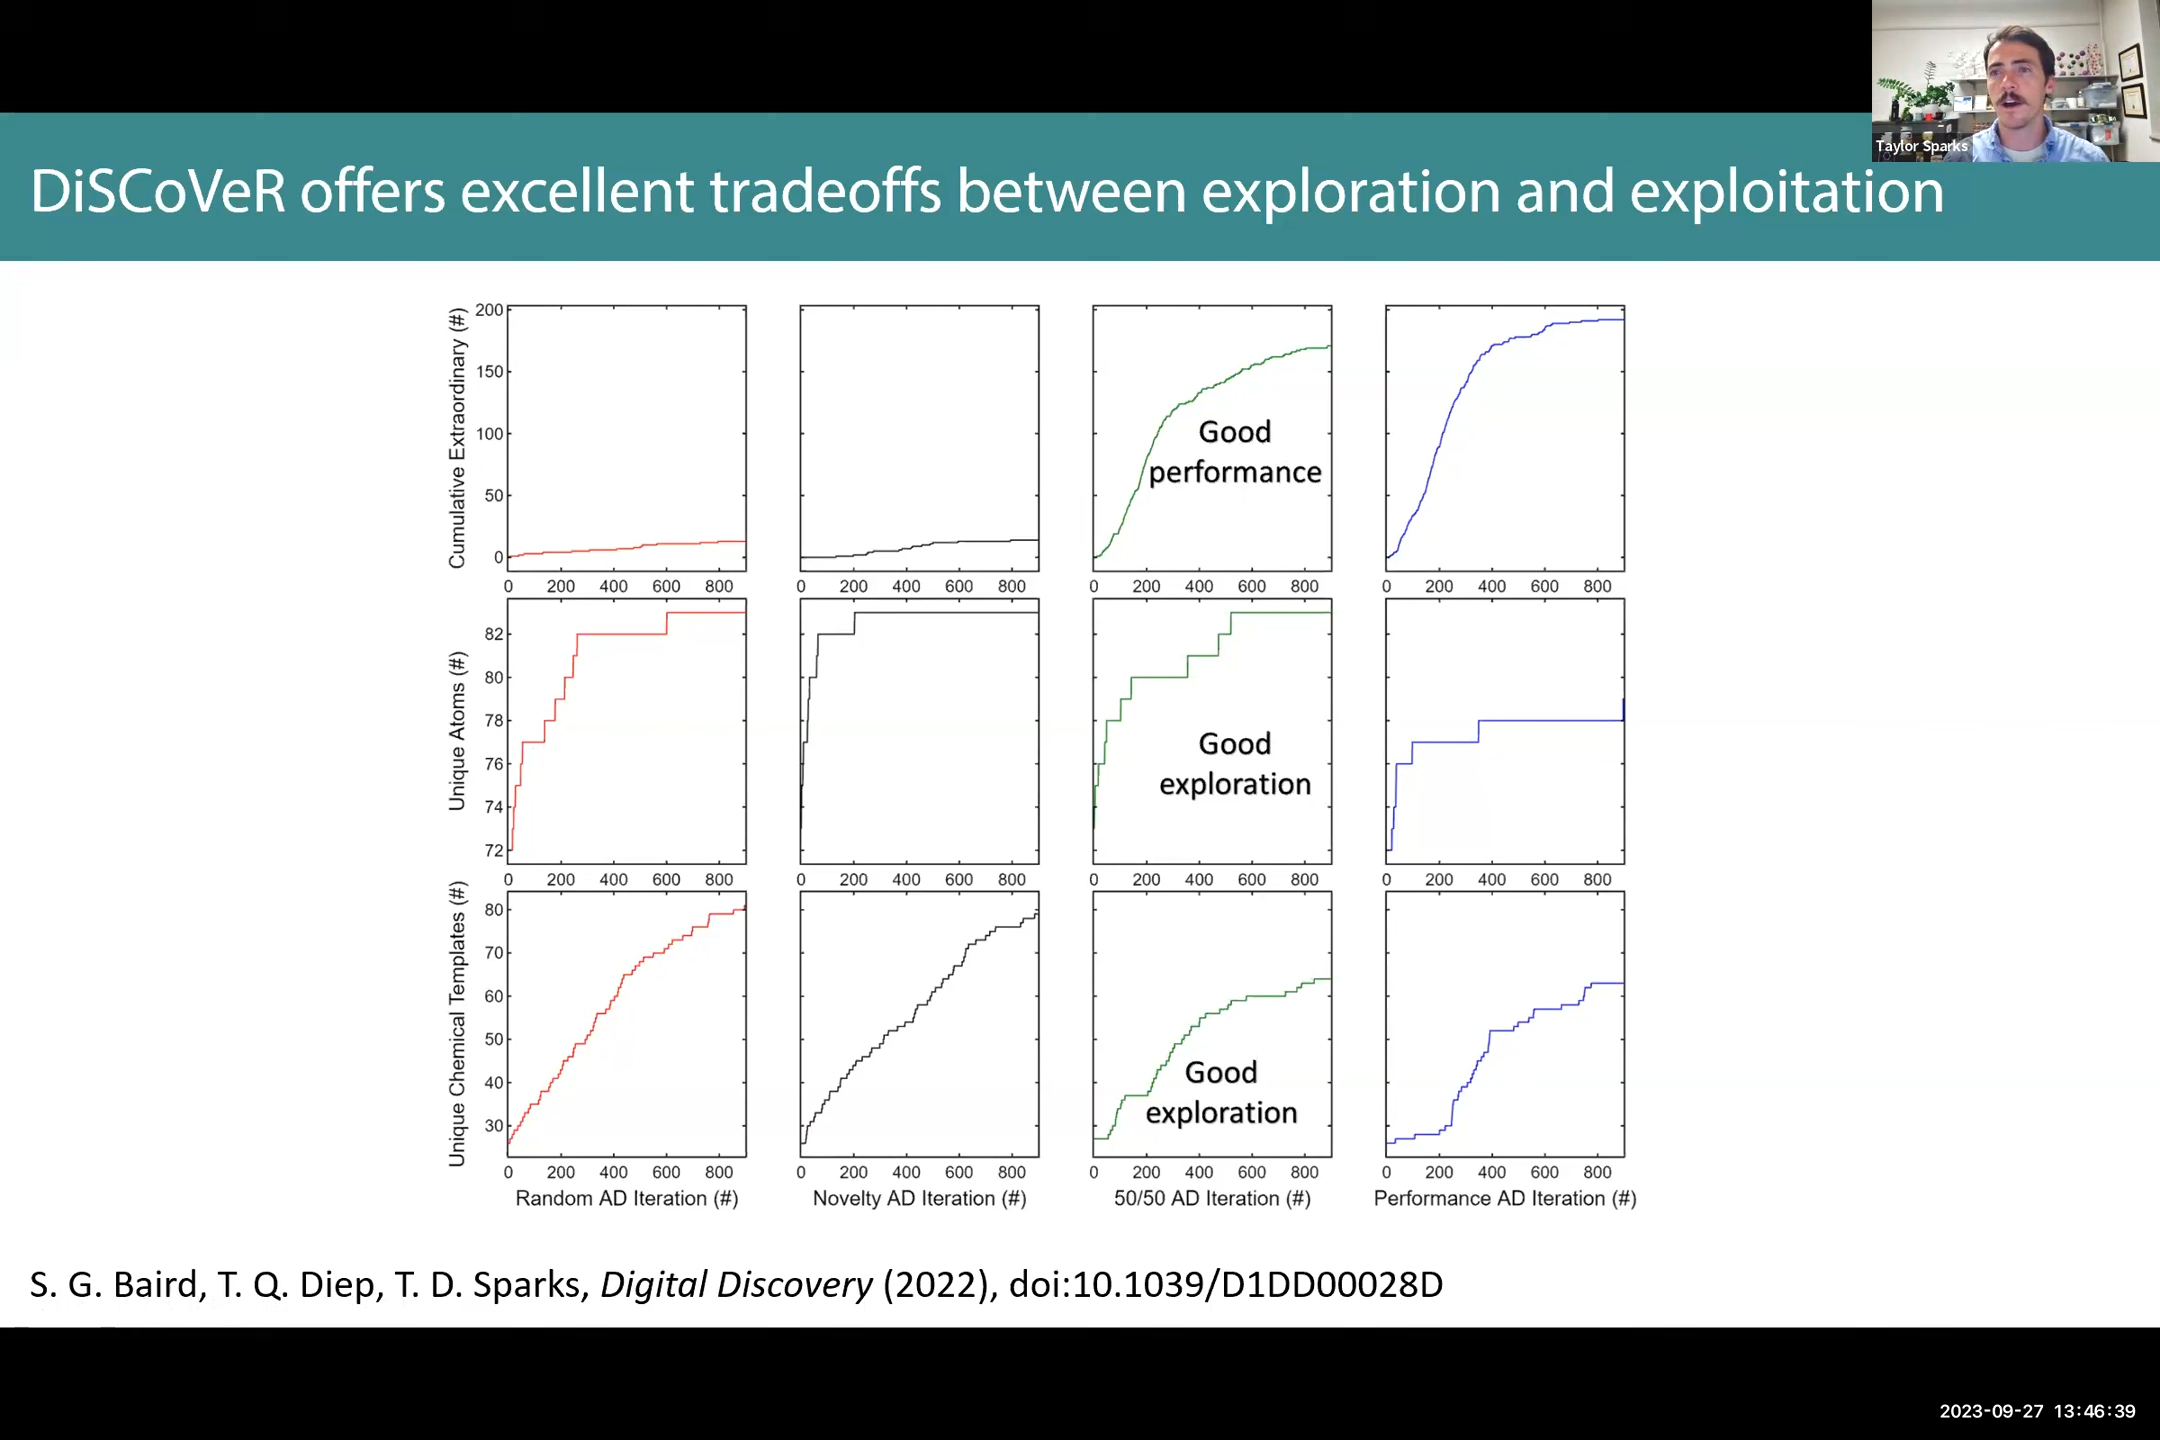 Taylor Sparks
DiSCoVeR offers excellent tradeoffs between exploration and exploitation
Cumulative Extraordinary (#)
200
150
100
50
0
0 200 400 600 800
0 200 400 600 800
Good
performance
0 200 400 600 800
0 200 400 600 800
Unique Atoms (#)
82
80
78
76
74
72
0 200 400 600 800
0 200 400 600 800
Good
exploration
0 200 400 600 800
0 200 400 600 800
Unique Chemical Templates (#)
80
70
60
50
40
30
0 200 400 600 800
Random AD Iteration (#)
0 200 400 600 800
Novelty AD Iteration (#)
Good
exploration
0 200 400 600 800
50/50 AD Iteration (#)
0 200 400 600 800
Performance AD Iteration (#)
S. G. Baird, T. Q. Diep, T. D. Sparks, Digital Discovery (2022), doi:10.1039/D1DD00028D
2023-09-27 13:46:39